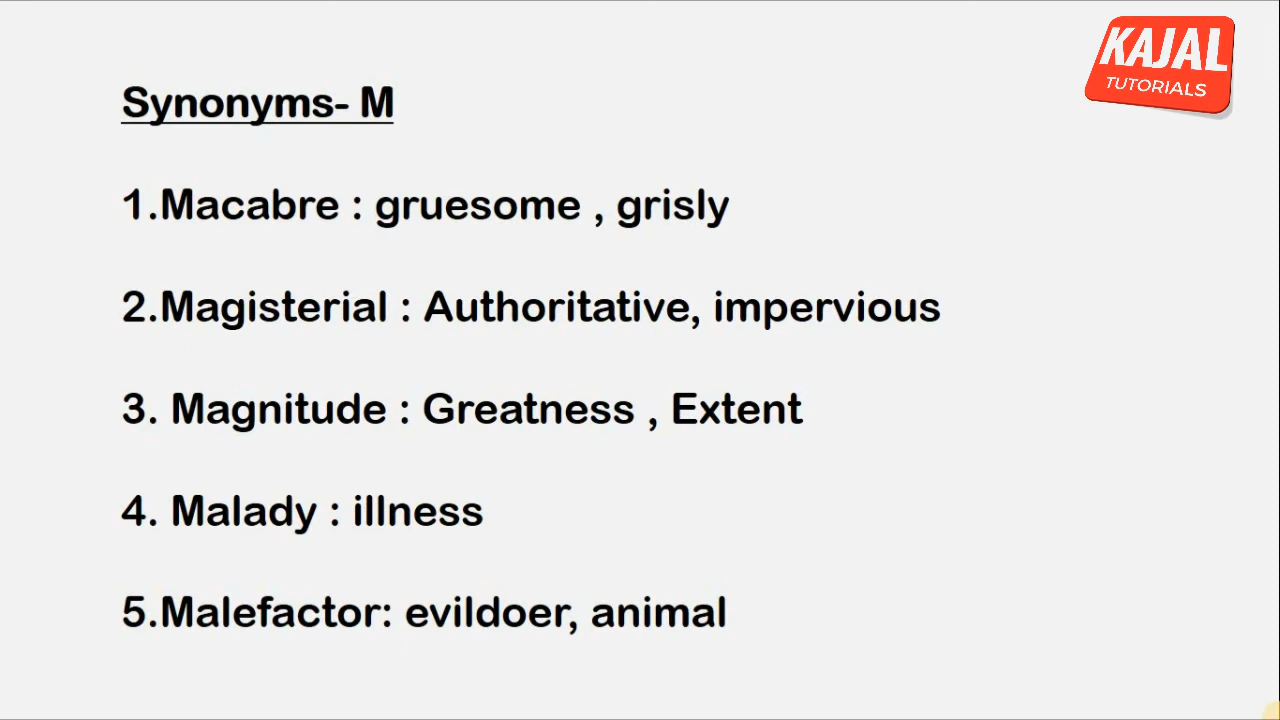 KAJAL
TUTORIALS
Synonyms- M
1.Macabre : gruesome , grisly
2.Magisterial : Authoritative, impervious
3. Magnitude : Greatness , Extent
4. Malady : illness
5.Malefactor: evildoer, animal